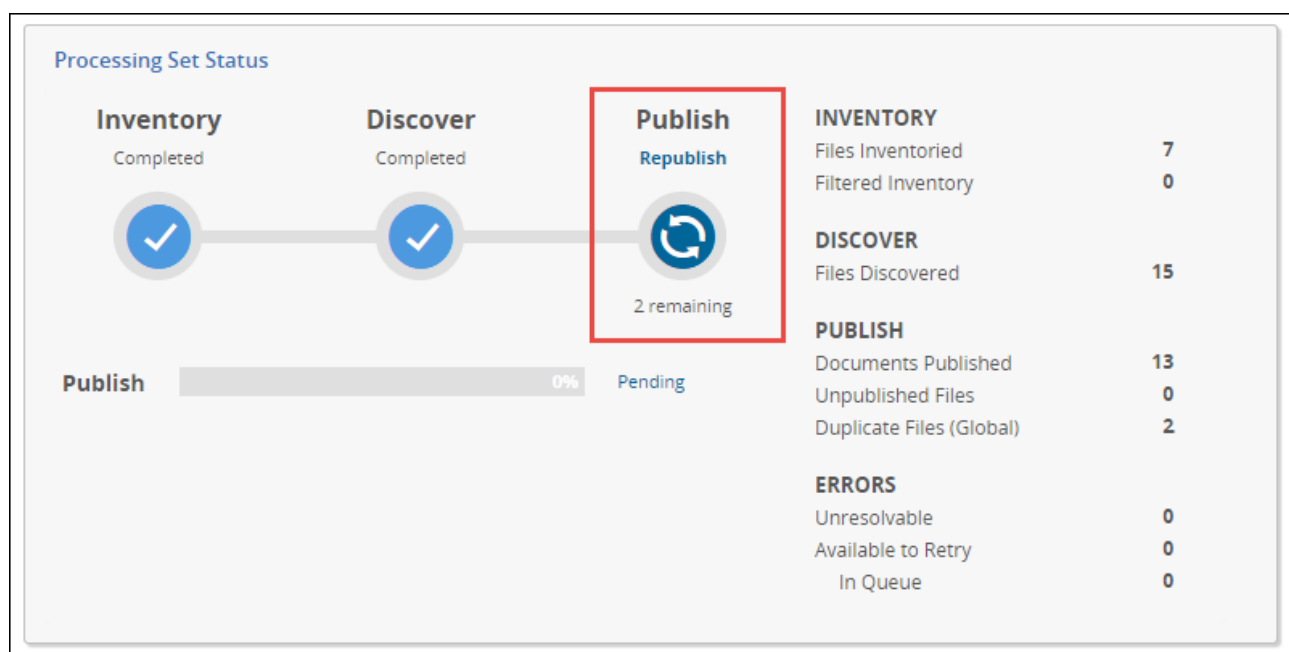 Processing Set Status
Inventory Discover Publish
Completed Completed Republish
2 remaining
Publish 0% Pending
INVENTORY
Files Inventoried 7
Filtered Inventory 0
DISCOVER
Files Discovered 15
PUBLISH
Documents Published 13
Unpublished Files 0
Duplicate Files (Global) 2
ERRORS
Unresolvable 0
Available to Retry 0
In Queue 0